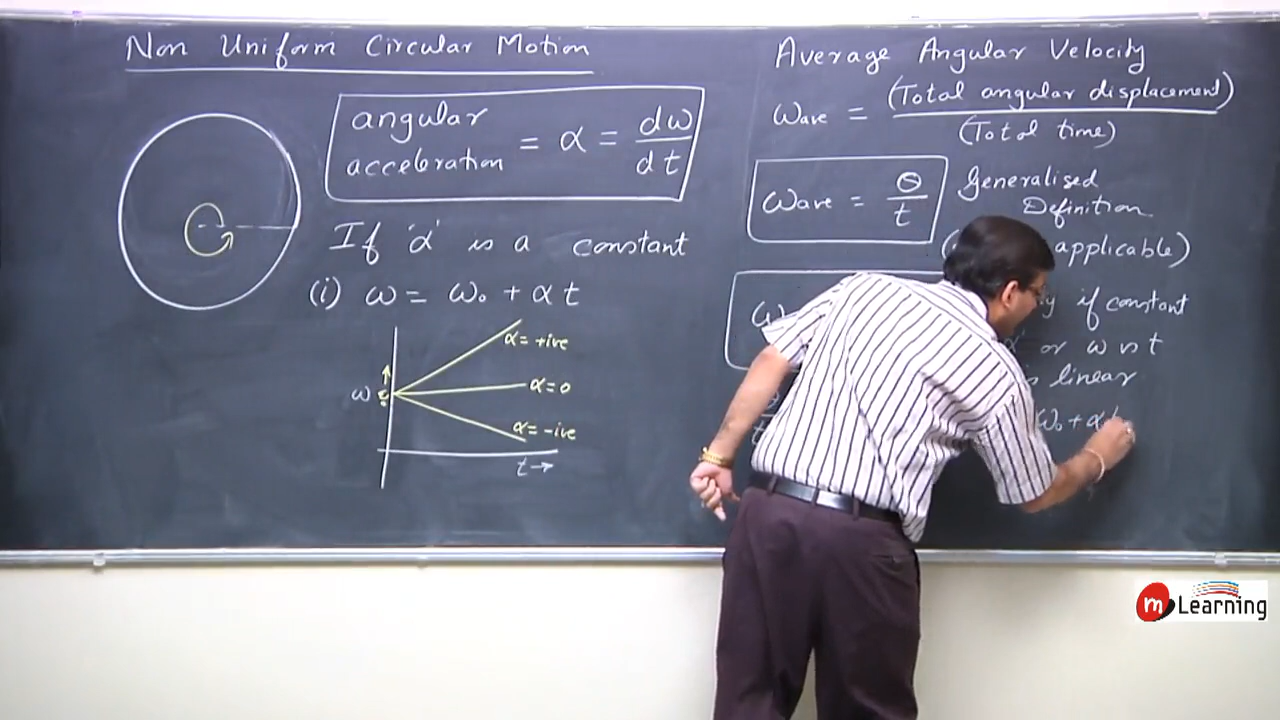 Non Uniform Circular Motion
angular acceleration = α = dω/dt
If 'α' is a constant
(i) ω = ω₀ + αt
α = +ive
α = 0
α = -ive
ω
t →
Average Angular Velocity
ωave = (Total angular displacement)/(Total time)
ωave = θ/t
Generalised
Definition
applicable)
if constant
or ω vs t
linear
ω₀ + α
m Learning